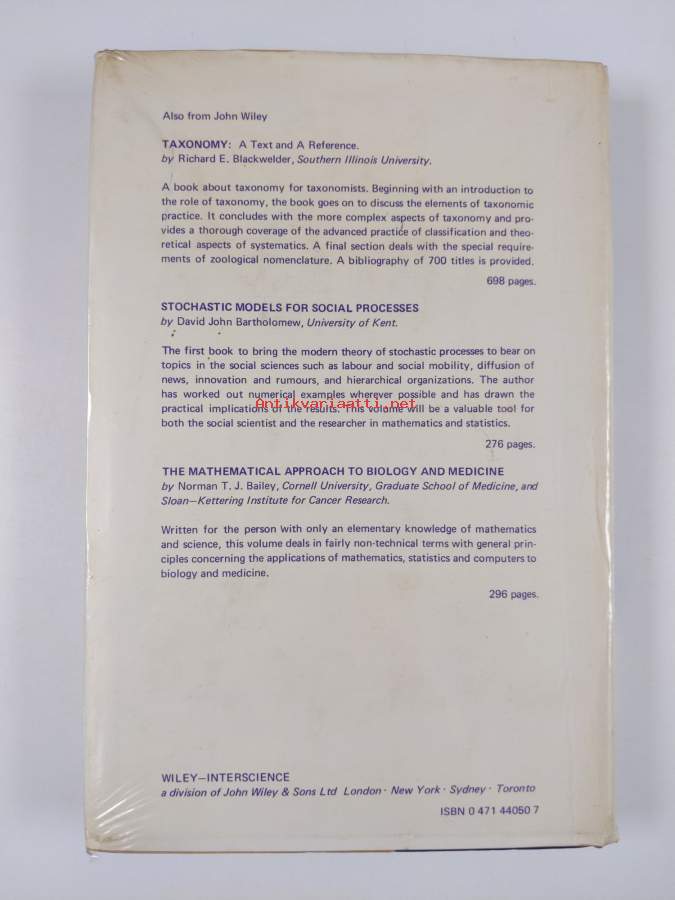 Also from John Wiley
TAXONOMY: A Text and A Reference.
by Richard E. Blackwelder, Southern Illinois University.
A book about taxonomy for taxonomists. Beginning with an introduction to
the role of taxonomy, the book goes on to discuss the elements of taxonomic
practice. It concludes with the more complex aspects of taxonomy and pro-
vides a thorough coverage of the advanced practice of classification and theo-
retical aspects of systematics. A final section deals with the special require-
ments of zoological nomenclature. A bibliography of 700 titles is provided.
698 pages.
STOCHASTIC MODELS FOR SOCIAL PROCESSES
by David John Bartholomew, University of Kent.
The first book to bring the modern theory of stochastic processes to bear on
topics in the social sciences such as labour and social mobility, diffusion of
news, innovation and rumours, and hierarchical organizations. The author
has worked out numerical examples wherever possible and has drawn the
Antikvariaatti.net
practical implications of the results. This volume will be a valuable tool for
both the social scientist and the researcher in mathematics and statistics.
276 pages.
THE MATHEMATICAL APPROACH TO BIOLOGY AND MEDICINE
by Norman T. J. Bailey, Cornell University, Graduate School of Medicine, and
Sloan—Kettering Institute for Cancer Research.
Written for the person with only an elementary knowledge of mathematics
and science, this volume deals in fairly non-technical terms with general prin-
ciples concerning the applications of mathematics, statistics and computers to
biology and medicine.
296 pages.
WILEY—INTERSCIENCE
a division of John Wiley & Sons Ltd London · New York · Sydney · Toronto
ISBN 0 471 44050 7